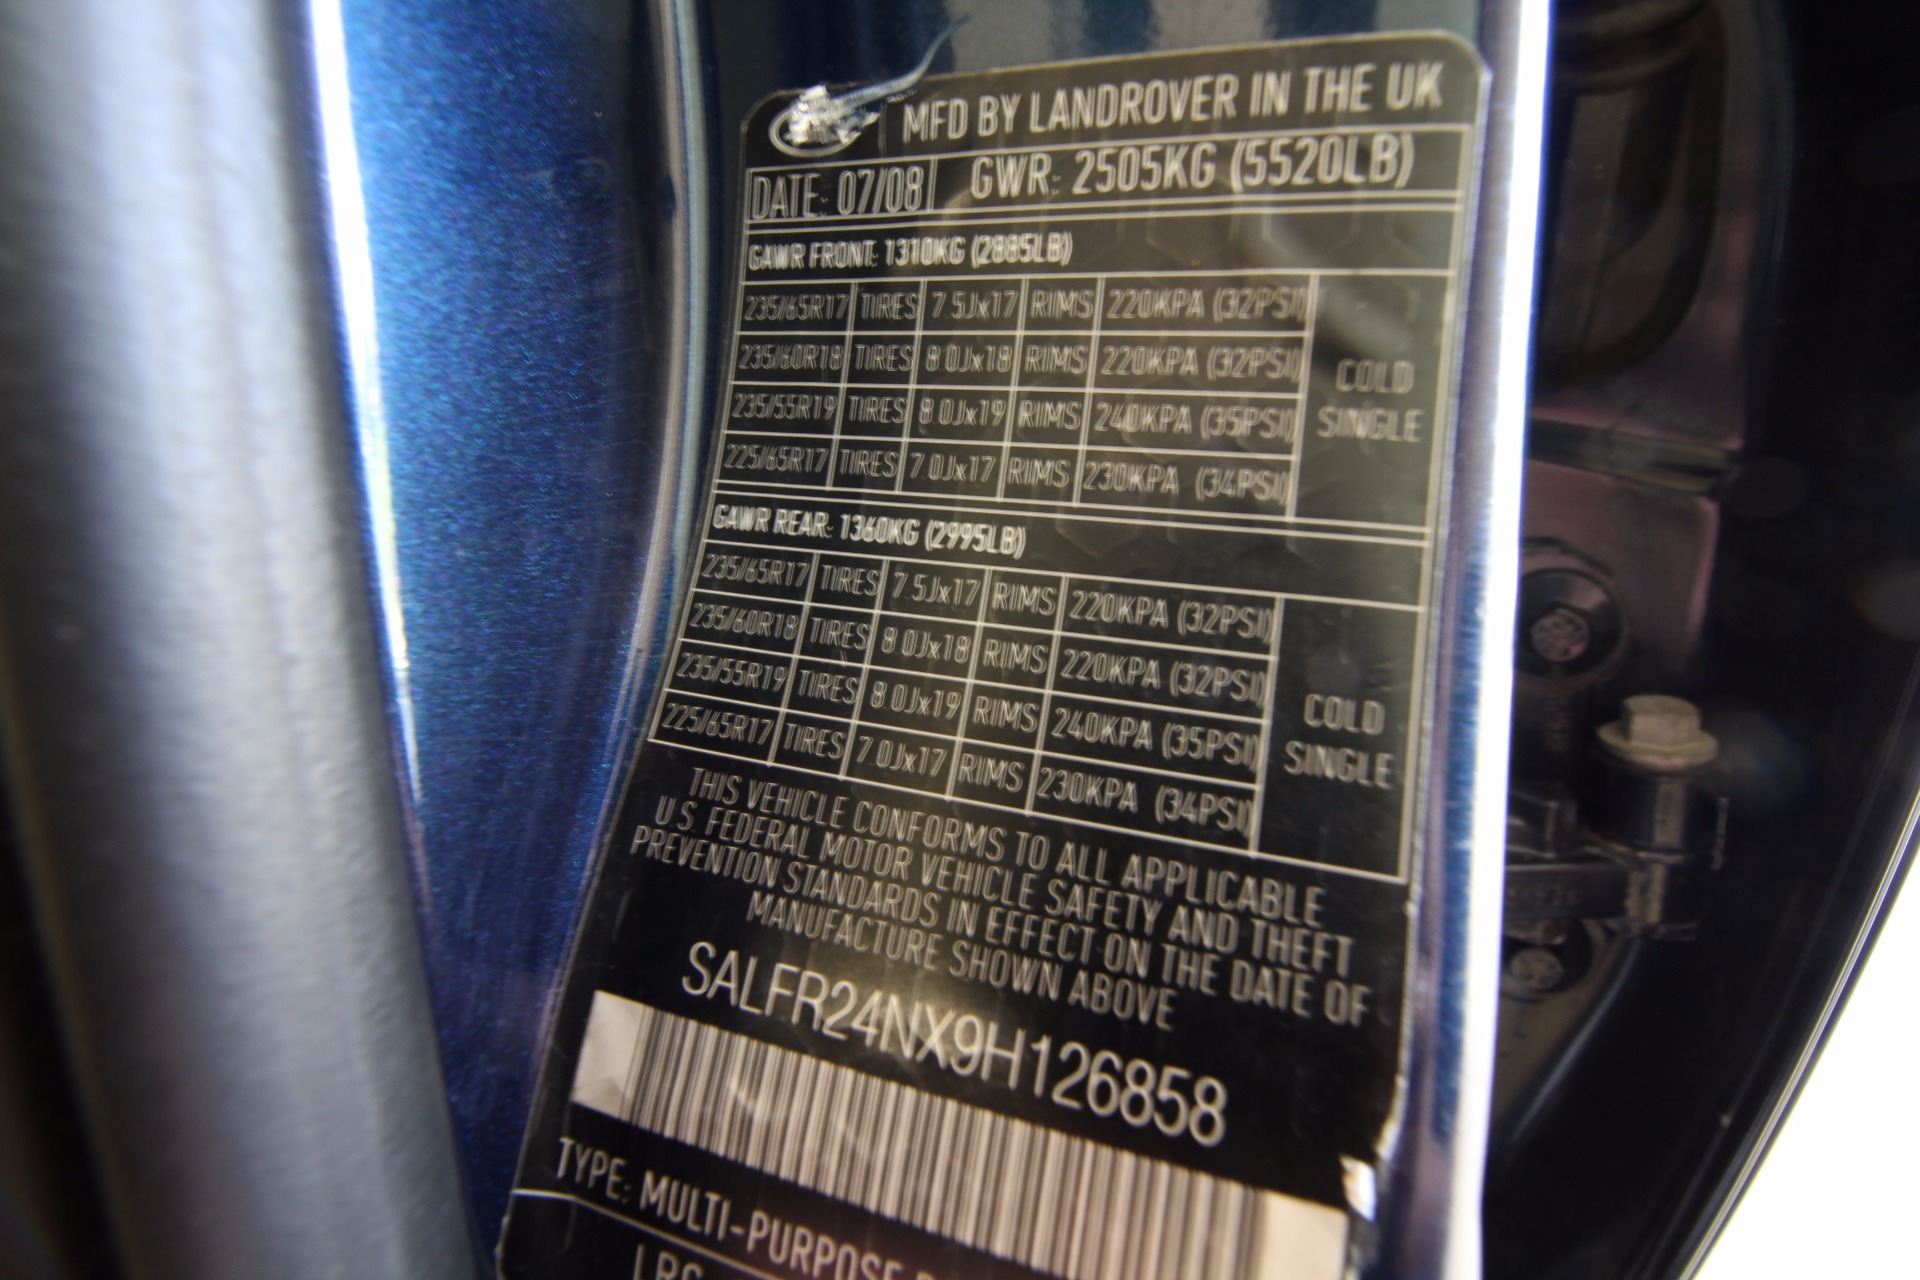 MFD BY LANDROVER IN THE UK
DATE: 07/08 GWR: 2505KG (5520LB)
GAWR FRONT: 1310KG (2885LB)
235/65R17 TIRES 7.5Jx17 RIMS 220KPA (32PSI)
235/60R18 TIRES 8.0Jx18 RIMS 220KPA (32PSI)
235/55R19 TIRES 8.0Jx19 RIMS 240KPA (35PSI)
225/65R17 TIRES 7.0Jx17 RIMS 230KPA (34PSI)
COLD
SINGLE
GAWR REAR: 1360KG (2995LB)
235/65R17 TIRES 7.5Jx17 RIMS 220KPA (32PSI)
235/60R18 TIRES 8.0Jx18 RIMS 220KPA (32PSI)
235/55R19 TIRES 8.0Jx19 RIMS 240KPA (35PSI)
225/65R17 TIRES 7.0Jx17 RIMS 230KPA (34PSI)
COLD
SINGLE
THIS VEHICLE CONFORMS TO ALL APPLICABLE
U.S. FEDERAL MOTOR VEHICLE SAFETY AND THEFT
PREVENTION STANDARDS IN EFFECT ON THE DATE OF
MANUFACTURE SHOWN ABOVE
SALFR24NX9H126858
TYPE: MULTI-PURPOSE